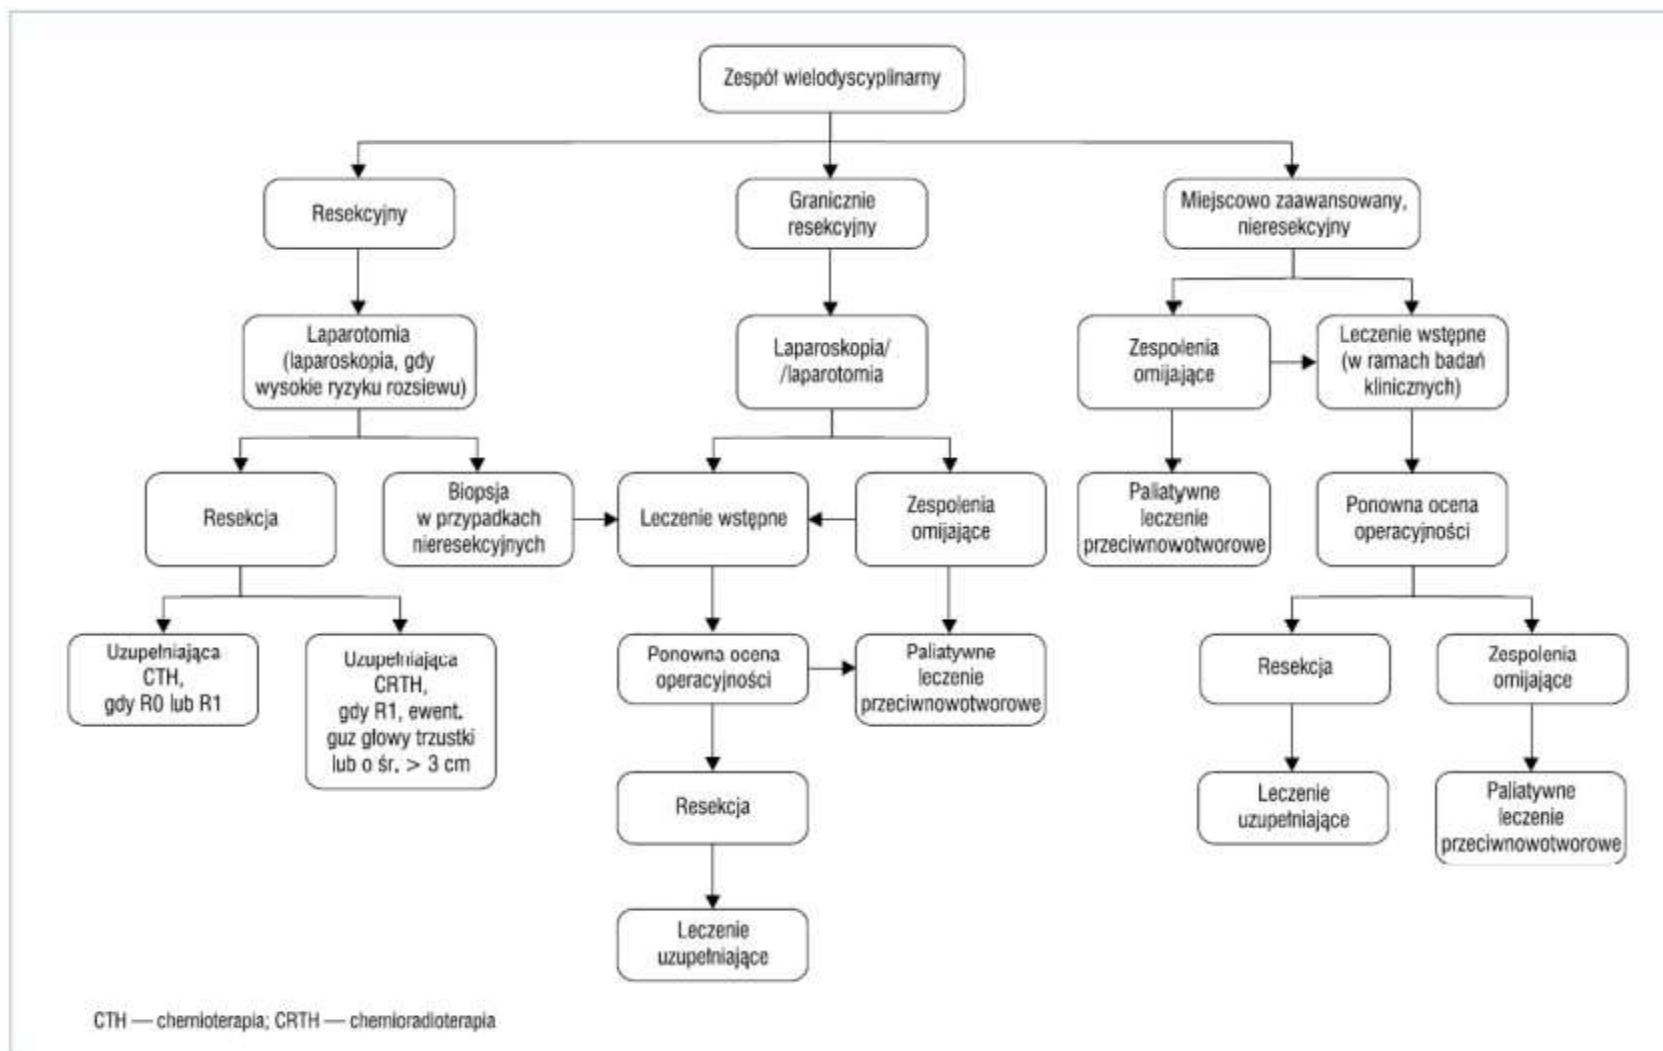 Zespół wielodyscyplinarny
Resekcyjny
Granicznie
resekcyjny
Miejscowo zaawansowany,
nieresekcyjny
Laparotomia
(laparoskopia, gdy
wysokie ryzyku rozsiewu)
Laparoskopia/
/laparotomia
Zespolenia
omijające
Leczenie wstępne
(w ramach badań
klinicznych)
Resekcja
Biopsja
w przypadkach
nieresekcyjnych
Leczenie wstępne
Zespolenia
omijające
Paliatywne
leczenie
przeciwnowotworowe
Ponowna ocena
operacyjności
Uzupełniająca
CTH,
gdy R0 lub R1
Uzupełniająca
CRTH,
gdy R1, ewent.
guz głowy trzustki
lub o śr. > 3 cm
Ponowna ocena
operacyjności
Paliatywne
leczenie
przeciwnowotworowe
Resekcja
Zespolenia
omijające
Resekcja
Leczenie
uzupełniające
Paliatywne
leczenie
przeciwnowotworowe
Leczenie
uzupełniające
CTH — chemioterapia; CRTH — chemioradioterapia